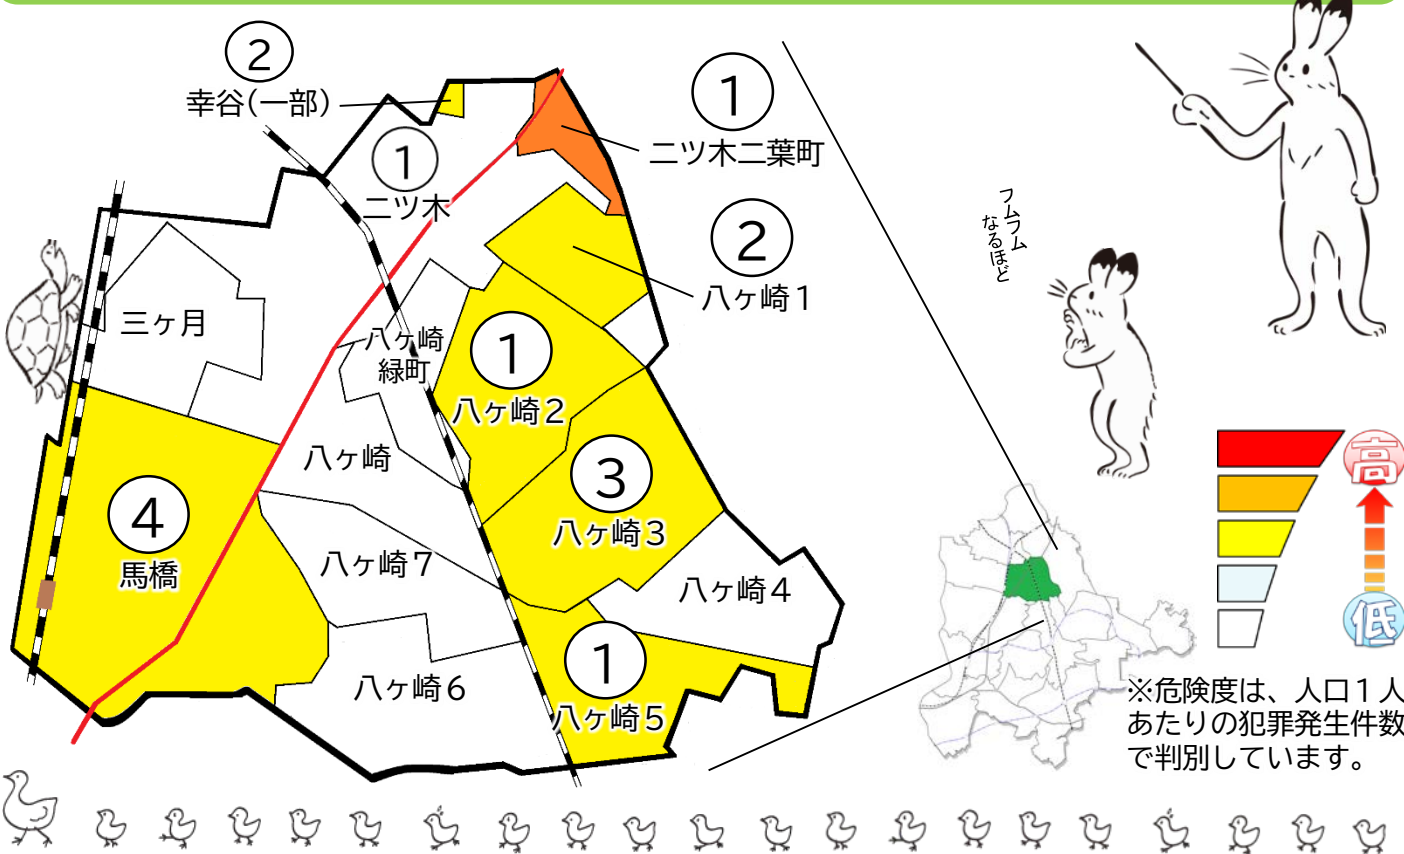 ②
幸谷(一部)
①
二ツ木
①
二ツ木二葉町
②
八ヶ崎1
三ヶ月
八ヶ崎
緑町
①
八ヶ崎2
八ヶ崎
③
八ヶ崎3
④
馬橋
八ヶ崎7
八ヶ崎4
八ヶ崎6
①
八ヶ崎5
フムフム
なるほど
高
低
※危険度は、人口1人
あたりの犯罪発生件数
で判別しています。